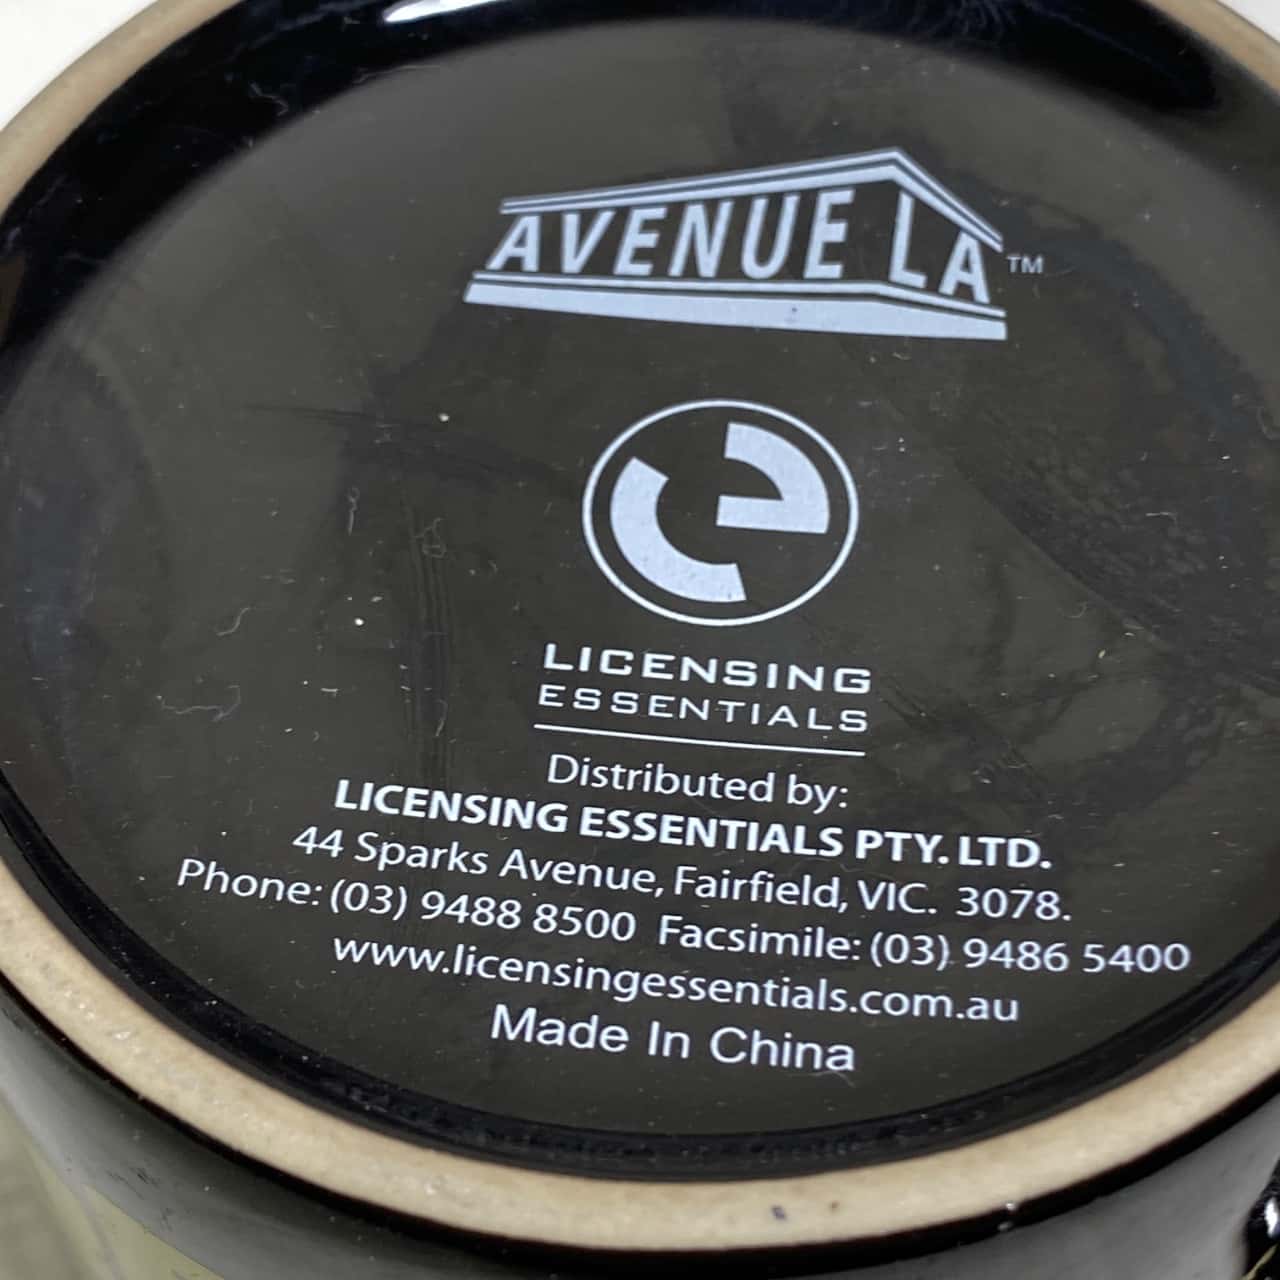 AVENUE LA™
LICENSING
ESSENTIALS
Distributed by:
LICENSING ESSENTIALS PTY. LTD.
44 Sparks Avenue, Fairfield, VIC. 3078.
Phone: (03) 9488 8500 Facsimile: (03) 9486 5400
www.licensingessentials.com.au
Made In China